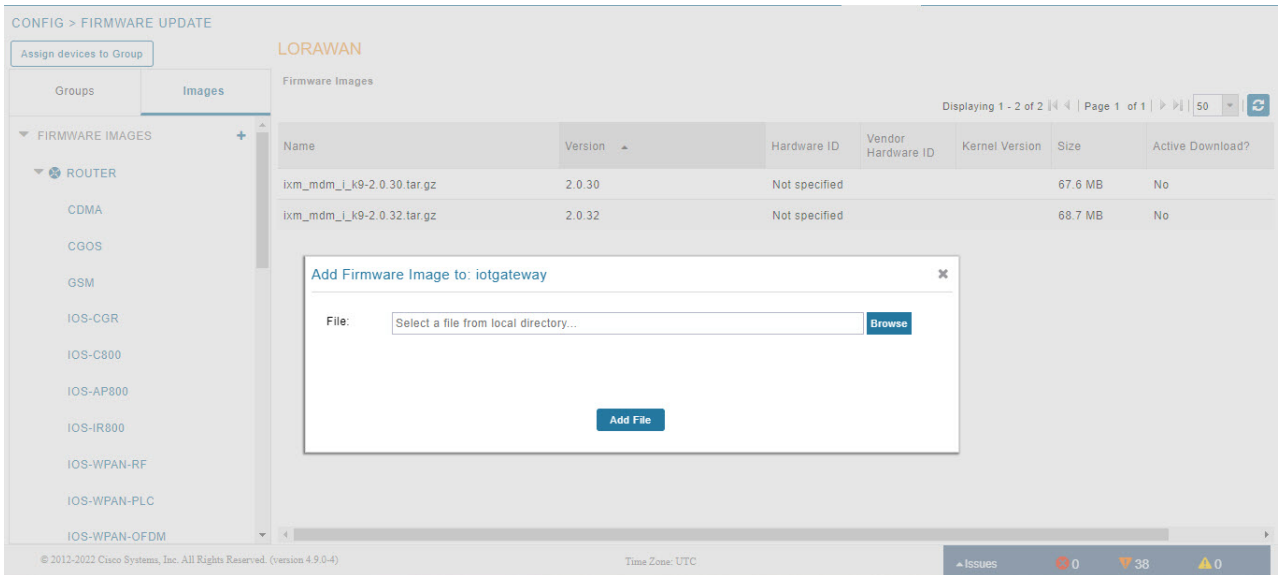 CONFIG > FIRMWARE UPDATE
Assign devices to Group
LORAWAN
Groups
Images
Firmware Images
Displaying 1 - 2 of 2 | Page 1 of 1 | 50
FIRMWARE IMAGES +
Name Version Hardware ID Vendor Hardware ID Kernel Version Size Active Download?
ROUTER
ixm_mdm_i_k9-2.0.30.tar.gz 2.0.30 Not specified 67.6 MB No
CDMA
ixm_mdm_i_k9-2.0.32.tar.gz 2.0.32 Not specified 68.7 MB No
CGOS
GSM
IOS-CGR
IOS-C800
IOS-AP800
IOS-IR800
IOS-WPAN-RF
IOS-WPAN-PLC
IOS-WPAN-OFDM
Add Firmware Image to: iotgateway
File: Select a file from local directory... Browse
Add File
© 2012-2022 Cisco Systems, Inc. All Rights Reserved. (version 4.9.0-4) Time Zone: UTC Issues 0 38 0